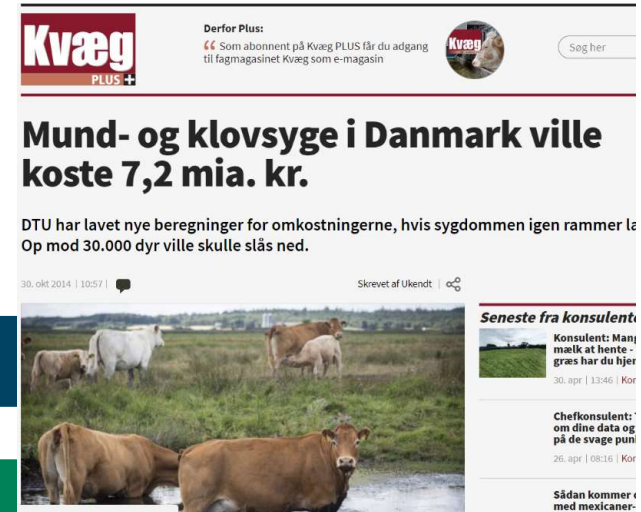 Kvæg
PLUS +
Derfor Plus:
Som abonnent på Kvæg PLUS får du adgang
til fagmagasinet Kvæg som e-magasin
Kvæg
Søg her
Mund- og klovsyge i Danmark ville
koste 7,2 mia. kr.
DTU har lavet nye beregninger for omkostningerne, hvis sygdommen igen rammer
Op mod 30.000 dyr ville skulle slås ned.
30. okt 2014 | 10:57 |
Skrevet af Ukendt |
Seneste fra
Konsulent:
mælk at hente -
græs har du
30. apr | 13:46 |
Chefkonsulent:
om dine data og
på de svage
26. apr | 08:16 |
Sådan kommer
med mexicaner-